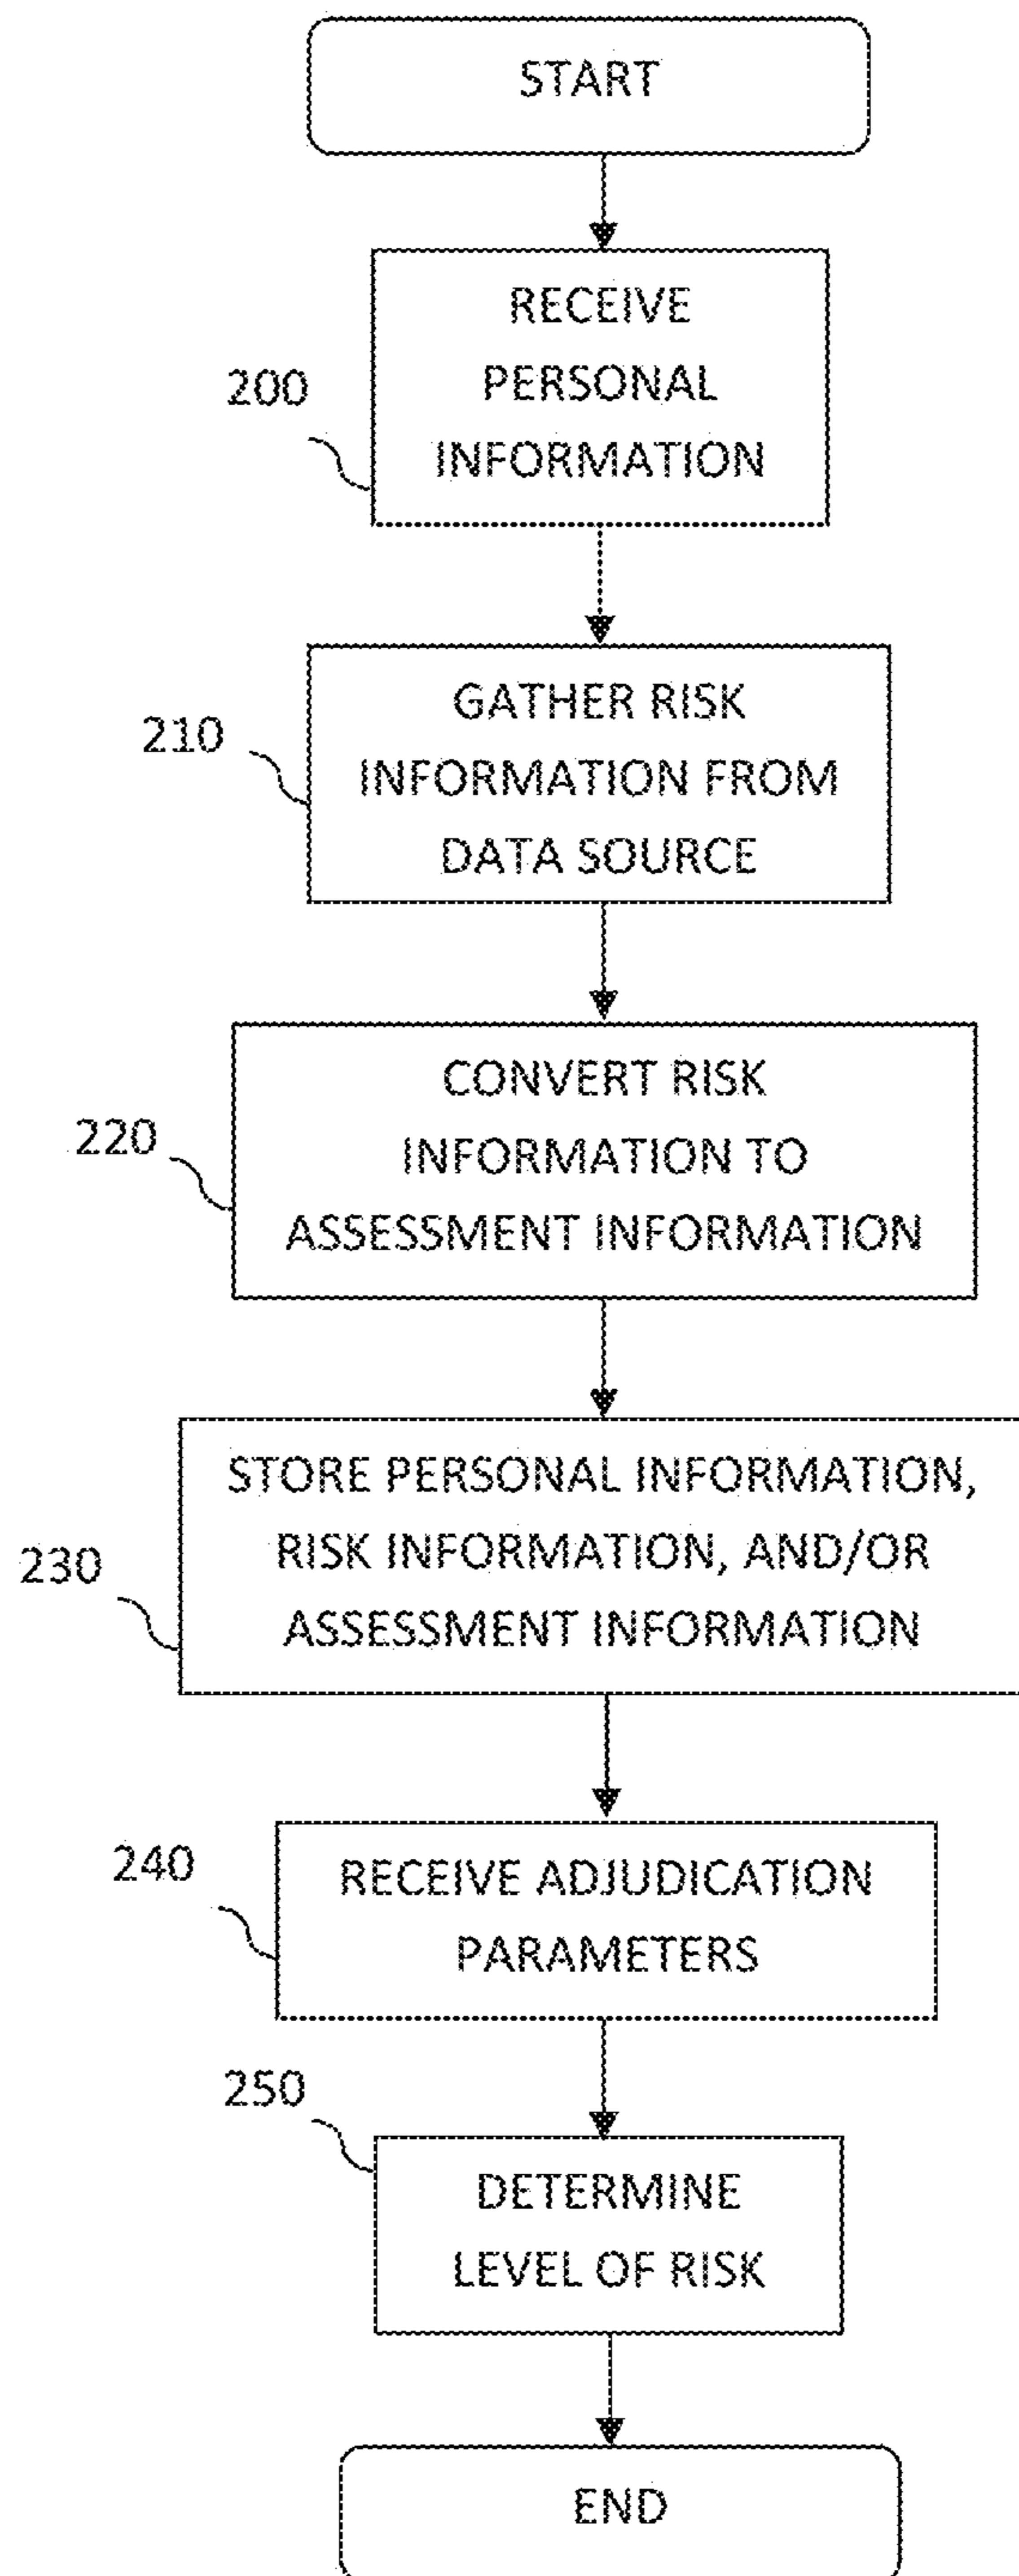 START
RECEIVE
PERSONAL
INFORMATION
200
GATHER RISK
INFORMATION FROM
DATA SOURCE
210
CONVERT RISK
INFORMATION TO
ASSESSMENT INFORMATION
220
STORE PERSONAL INFORMATION,
RISK INFORMATION, AND/OR
ASSESSMENT INFORMATION
230
RECEIVE ADJUDICATION
PARAMETERS
240
250
DETERMINE
LEVEL OF RISK
END